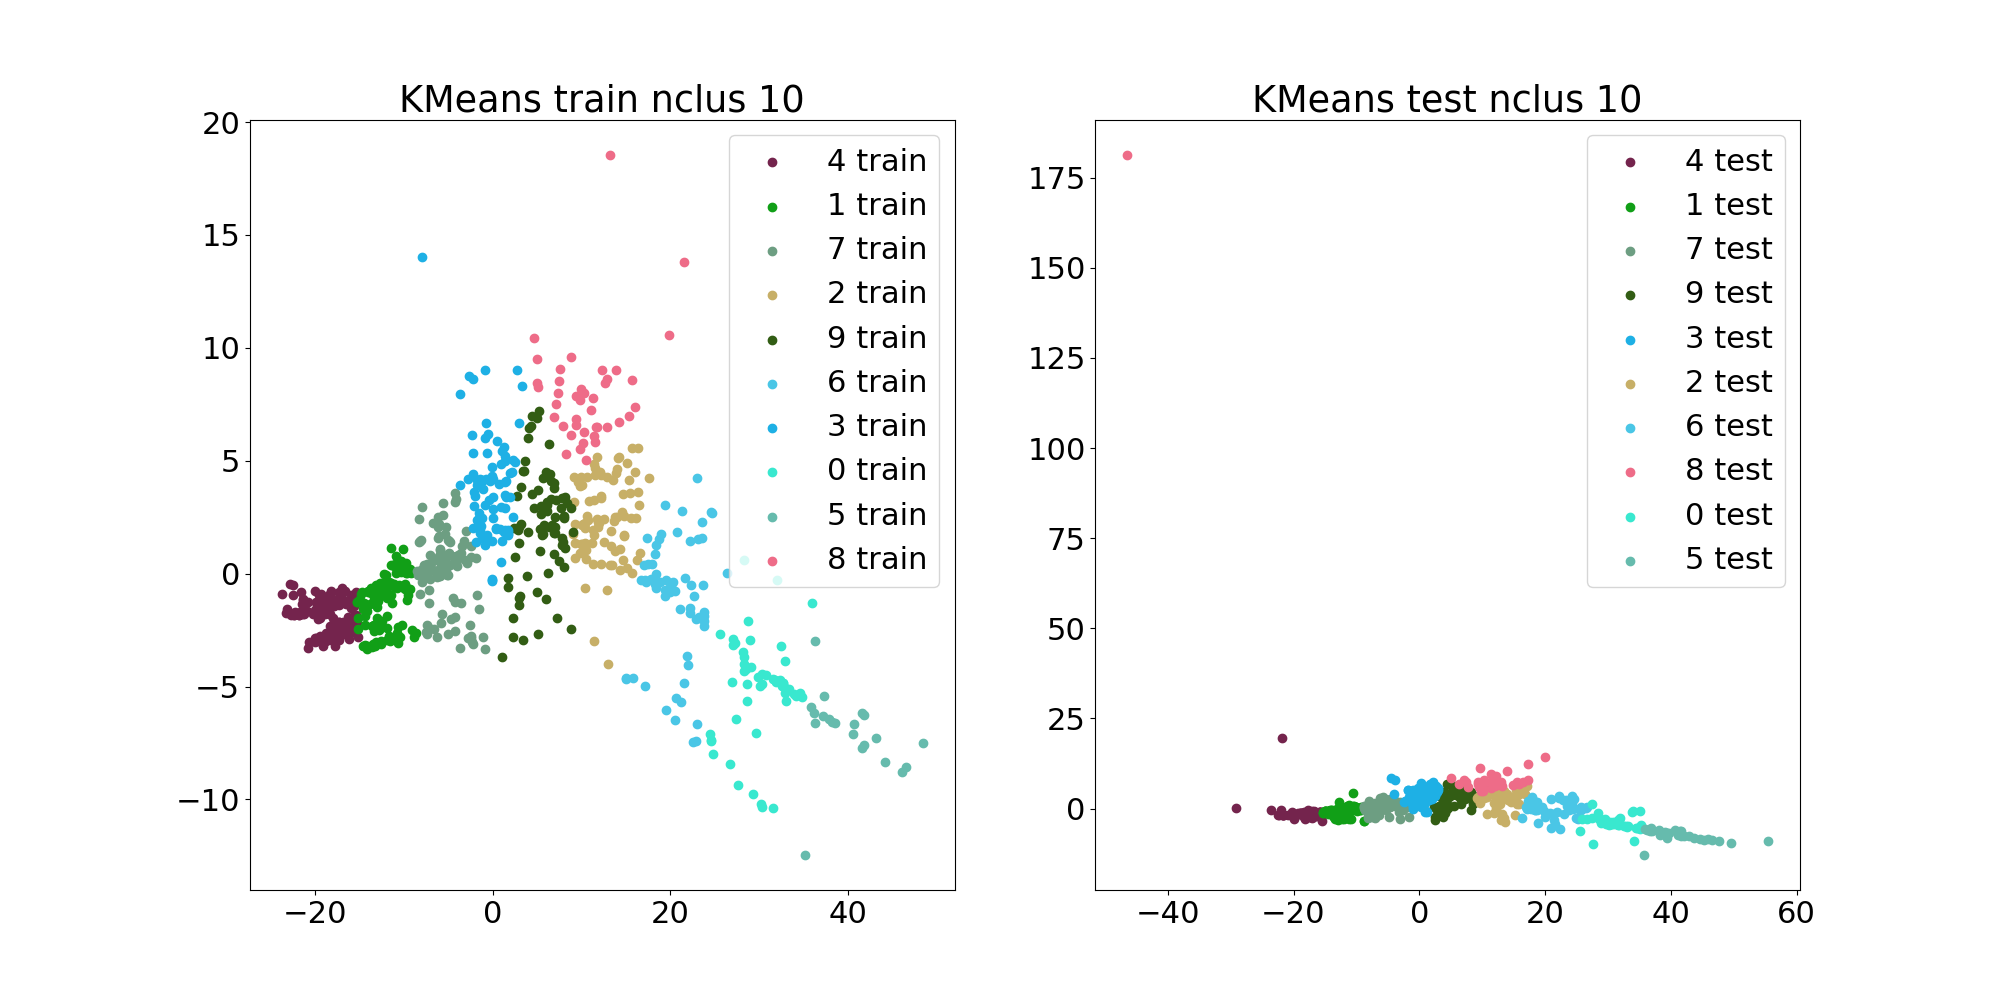 KMeans train nclus 10
20
15
10
5
0
−5
−10
−20
0
20
40
4 train
1 train
7 train
2 train
9 train
6 train
3 train
0 train
5 train
8 train
KMeans test nclus 10
175
150
125
100
75
50
25
0
−40
−20
0
20
40
60
4 test
1 test
7 test
9 test
3 test
2 test
6 test
8 test
0 test
5 test